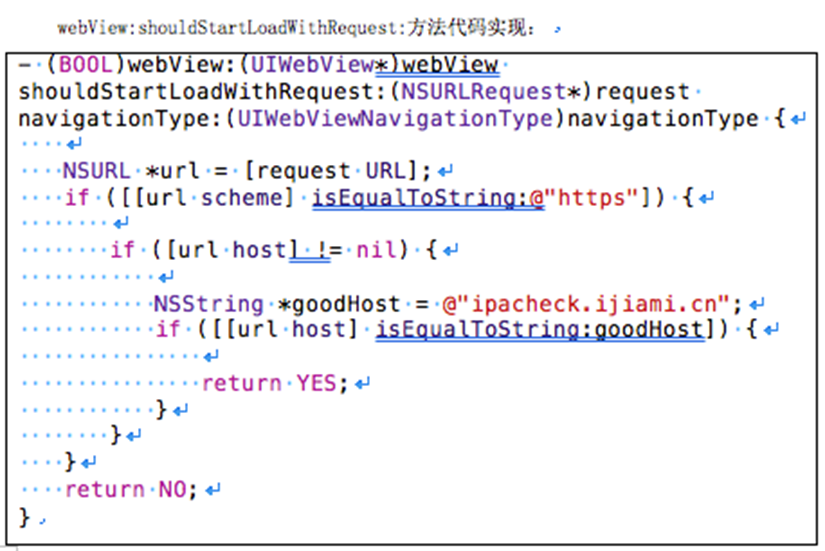 webView:shouldStartLoadWithRequest:方法代码实现：
- (BOOL)webView:(UIWebView*)webView
shouldStartLoadWithRequest:(NSURLRequest*)request
navigationType:(UIWebViewNavigationType)navigationType {
NSURL *url = [request URL];
if ([[url scheme] isEqualToString:@"https"]) {
if ([url host] != nil) {
NSString *goodHost = @"ipacheck.ijiami.cn";
if ([[url host] isEqualToString:goodHost]) {
return YES;
}
}
}
return NO;
}